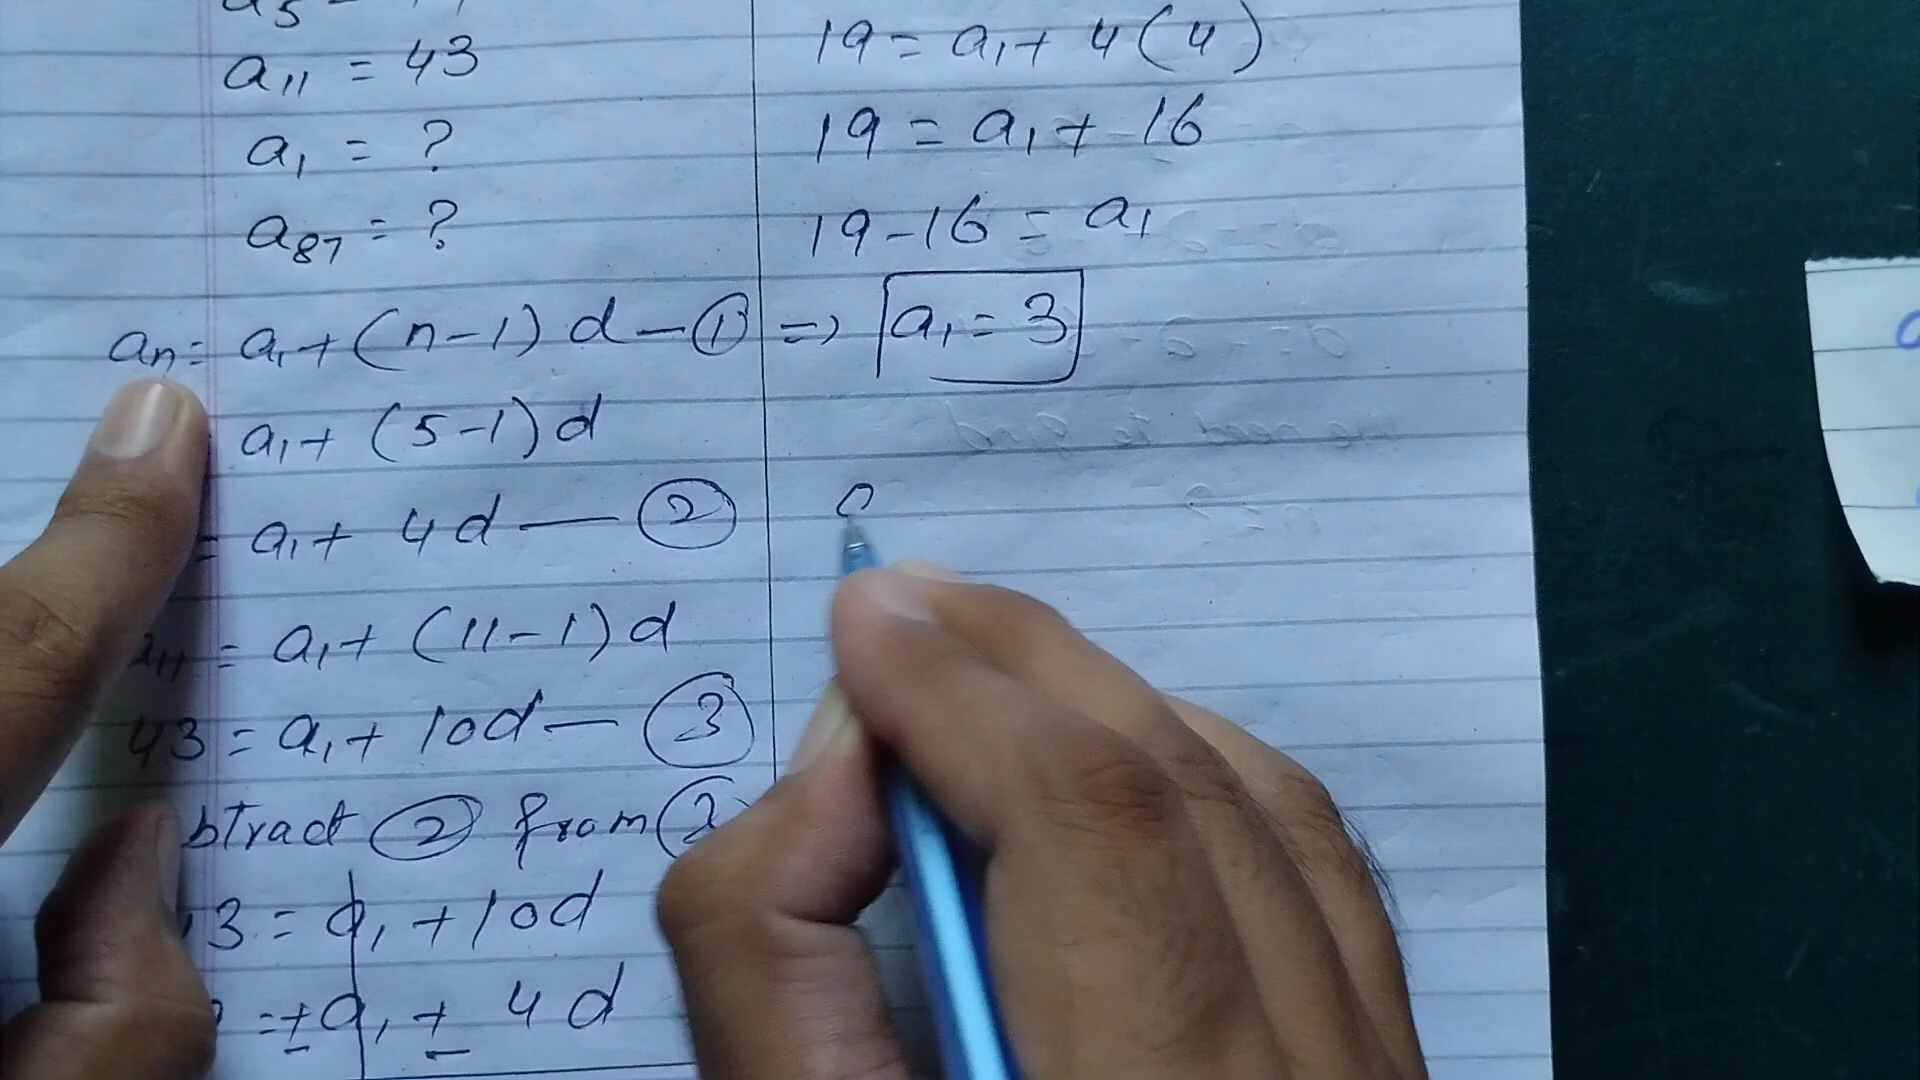 a₁₁ = 43
a₁ = ?
a₈₇ = ?
aₙ = a₁ + (n-1) d — ①
= a₁ + (5-1) d
= a₁ + 4d — ②
a₁₁ = a₁ + (11-1) d
43 = a₁ + 10d — ③
btract ② from
3 = a₁ + 10d
= ± a₁ ± 4d
19 = a₁ + 4(4)
19 = a₁ + 16
19 - 16 = a₁
=> a₁ = 3